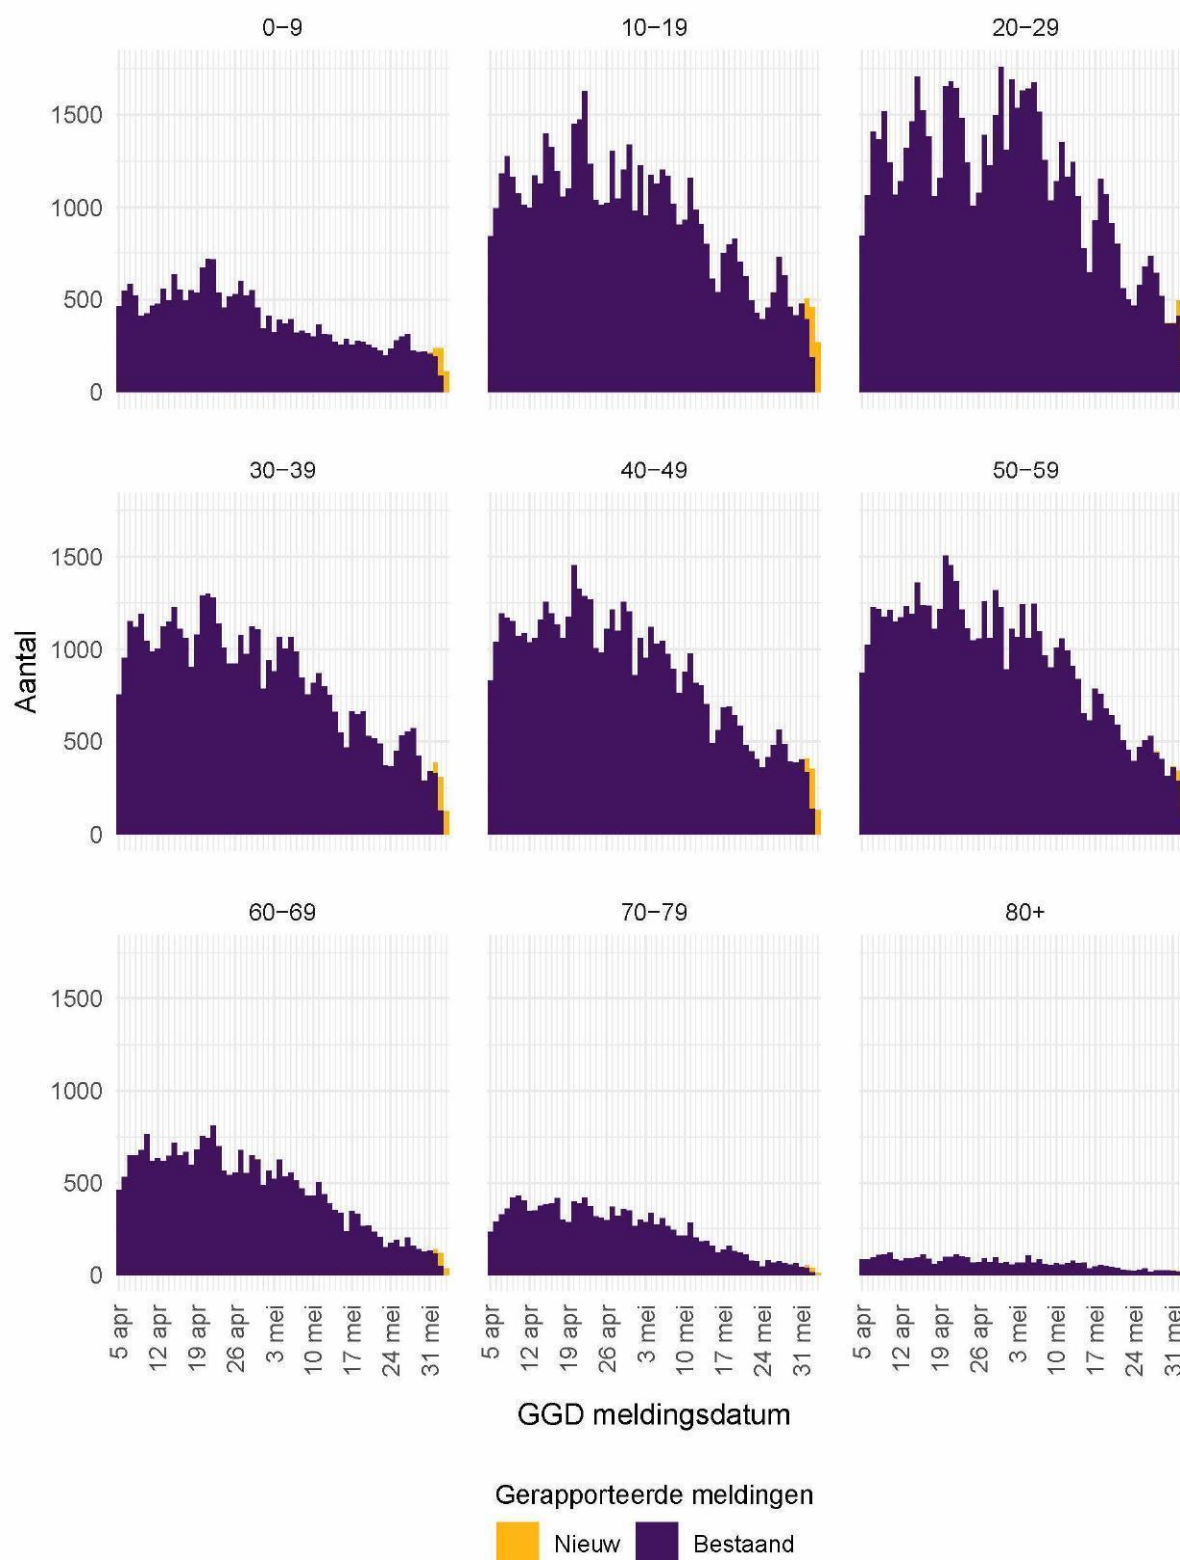 0−9 10−19 20−29
1500
1000
500
0
30−39 40−49 50−59
1500
1000
500
0
Aantal
60−69 70−79 80+
1500
1000
500
0
5 apr 12 apr 19 apr 26 apr 3 mei 10 mei 17 mei 24 mei 31 mei 5 apr 12 apr 19 apr 26 apr 3 mei 10 mei 17 mei 24 mei 31 mei 5 apr 12 apr 19 apr 26 apr 3 mei 10 mei 17 mei 24 mei 31 mei
GGD meldingsdatum
Gerapporteerde meldingen
Nieuw Bestaand